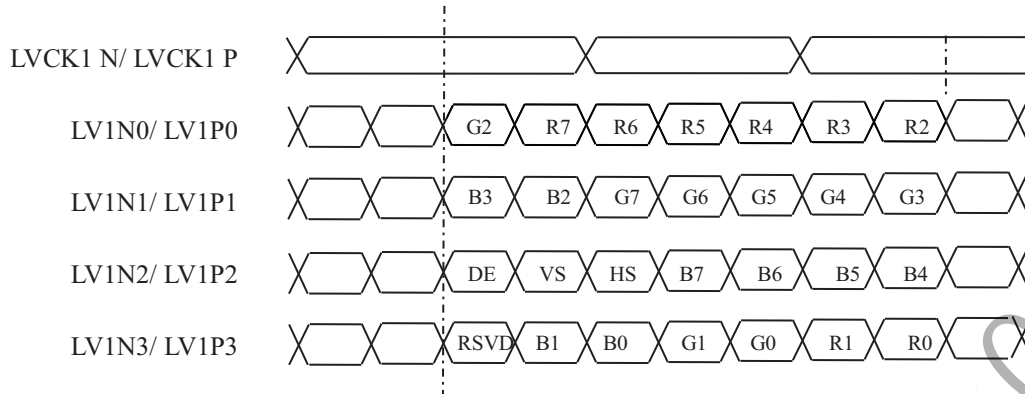 LVCK1 N/ LVCK1 P
LV1N0/ LV1P0 G2 R7 R6 R5 R4 R3 R2
LV1N1/ LV1P1 B3 B2 G7 G6 G5 G4 G3
LV1N2/ LV1P2 DE VS HS B7 B6 B5 B4
LV1N3/ LV1P3 RSVD B1 B0 G1 G0 R1 R0